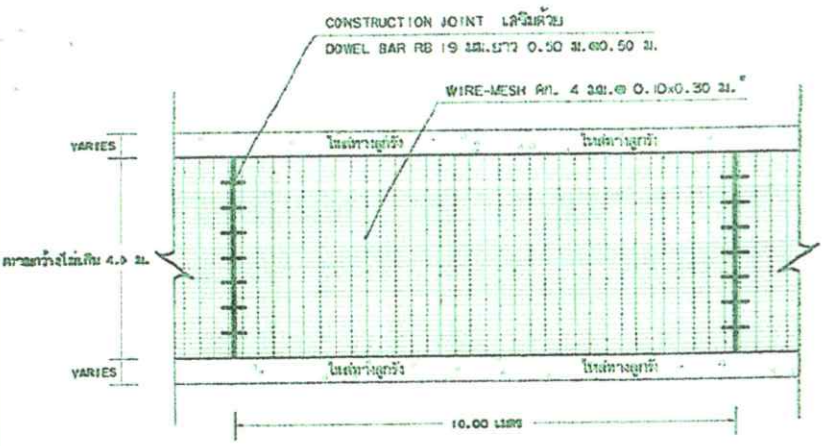 CONSTRUCTION JOINT เสริมด้วย
DOWEL BAR RB 19 มม.ยาว 0.50 ม.@0.50 ม.
WIRE-MESH คก. 4 มม.@ 0.10x0.30 ม.
VARIES
ไหล่ทางลูกรัง ไหล่ทางลูกรัง
ความกว้างไม่เกิน 4. ม.
VARIES
ไหล่ทางลูกรัง ไหล่ทางลูกรัง
10.00 เมตร